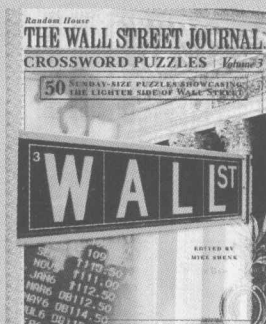 Random House
THE WALL STREET JOURNAL.
CROSSWORD PUZZLES | Volume 3
50 SUNDAY-SIZE PUZZLES SHOWCASING
THE LIGHTER SIDE OF WALL STREET
3
WALL ST
EDITED BY
MIKE SHENK
109